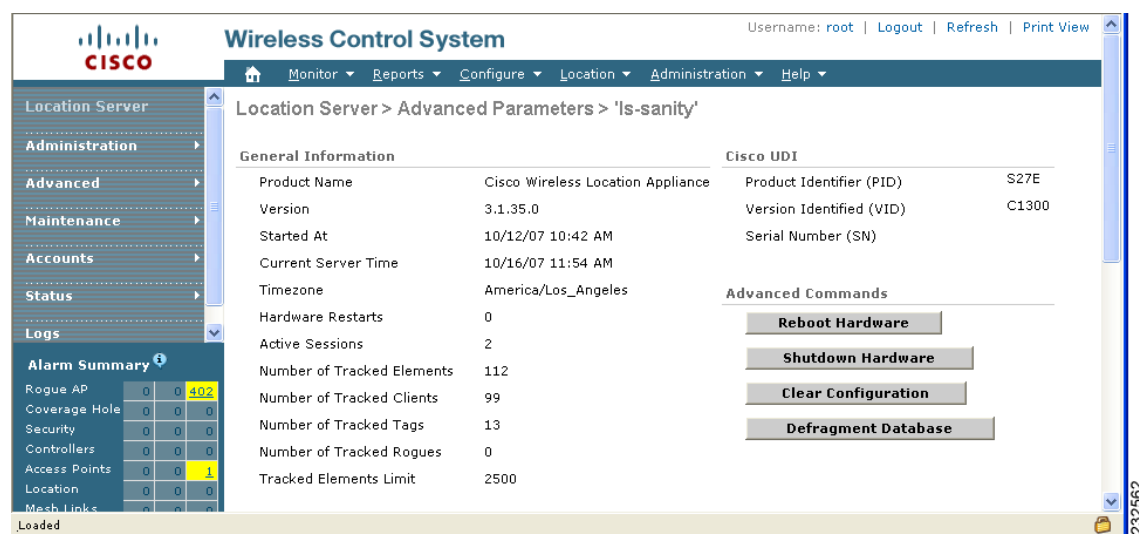 Username: root | Logout | Refresh | Print View
CISCO
Wireless Control System
Monitor Reports Configure Location Administration Help
Location Server
Administration
Advanced
Maintenance
Accounts
Status
Logs
Alarm Summary
Rogue AP 0 0 402
Coverage Hole 0 0 0
Security 0 0 0
Controllers 0 0 0
Access Points 0 0 1
Location 0 0 0
Mesh Links 0 0 0
Location Server > Advanced Parameters > 'ls-sanity'
General Information
Product Name Cisco Wireless Location Appliance
Version 3.1.35.0
Started At 10/12/07 10:42 AM
Current Server Time 10/16/07 11:54 AM
Timezone America/Los_Angeles
Hardware Restarts 0
Active Sessions 2
Number of Tracked Elements 112
Number of Tracked Clients 99
Number of Tracked Tags 13
Number of Tracked Rogues 0
Tracked Elements Limit 2500
Cisco UDI
Product Identifier (PID) S27E
Version Identified (VID) C1300
Serial Number (SN)
Advanced Commands
Reboot Hardware
Shutdown Hardware
Clear Configuration
Defragment Database
Loaded
232562